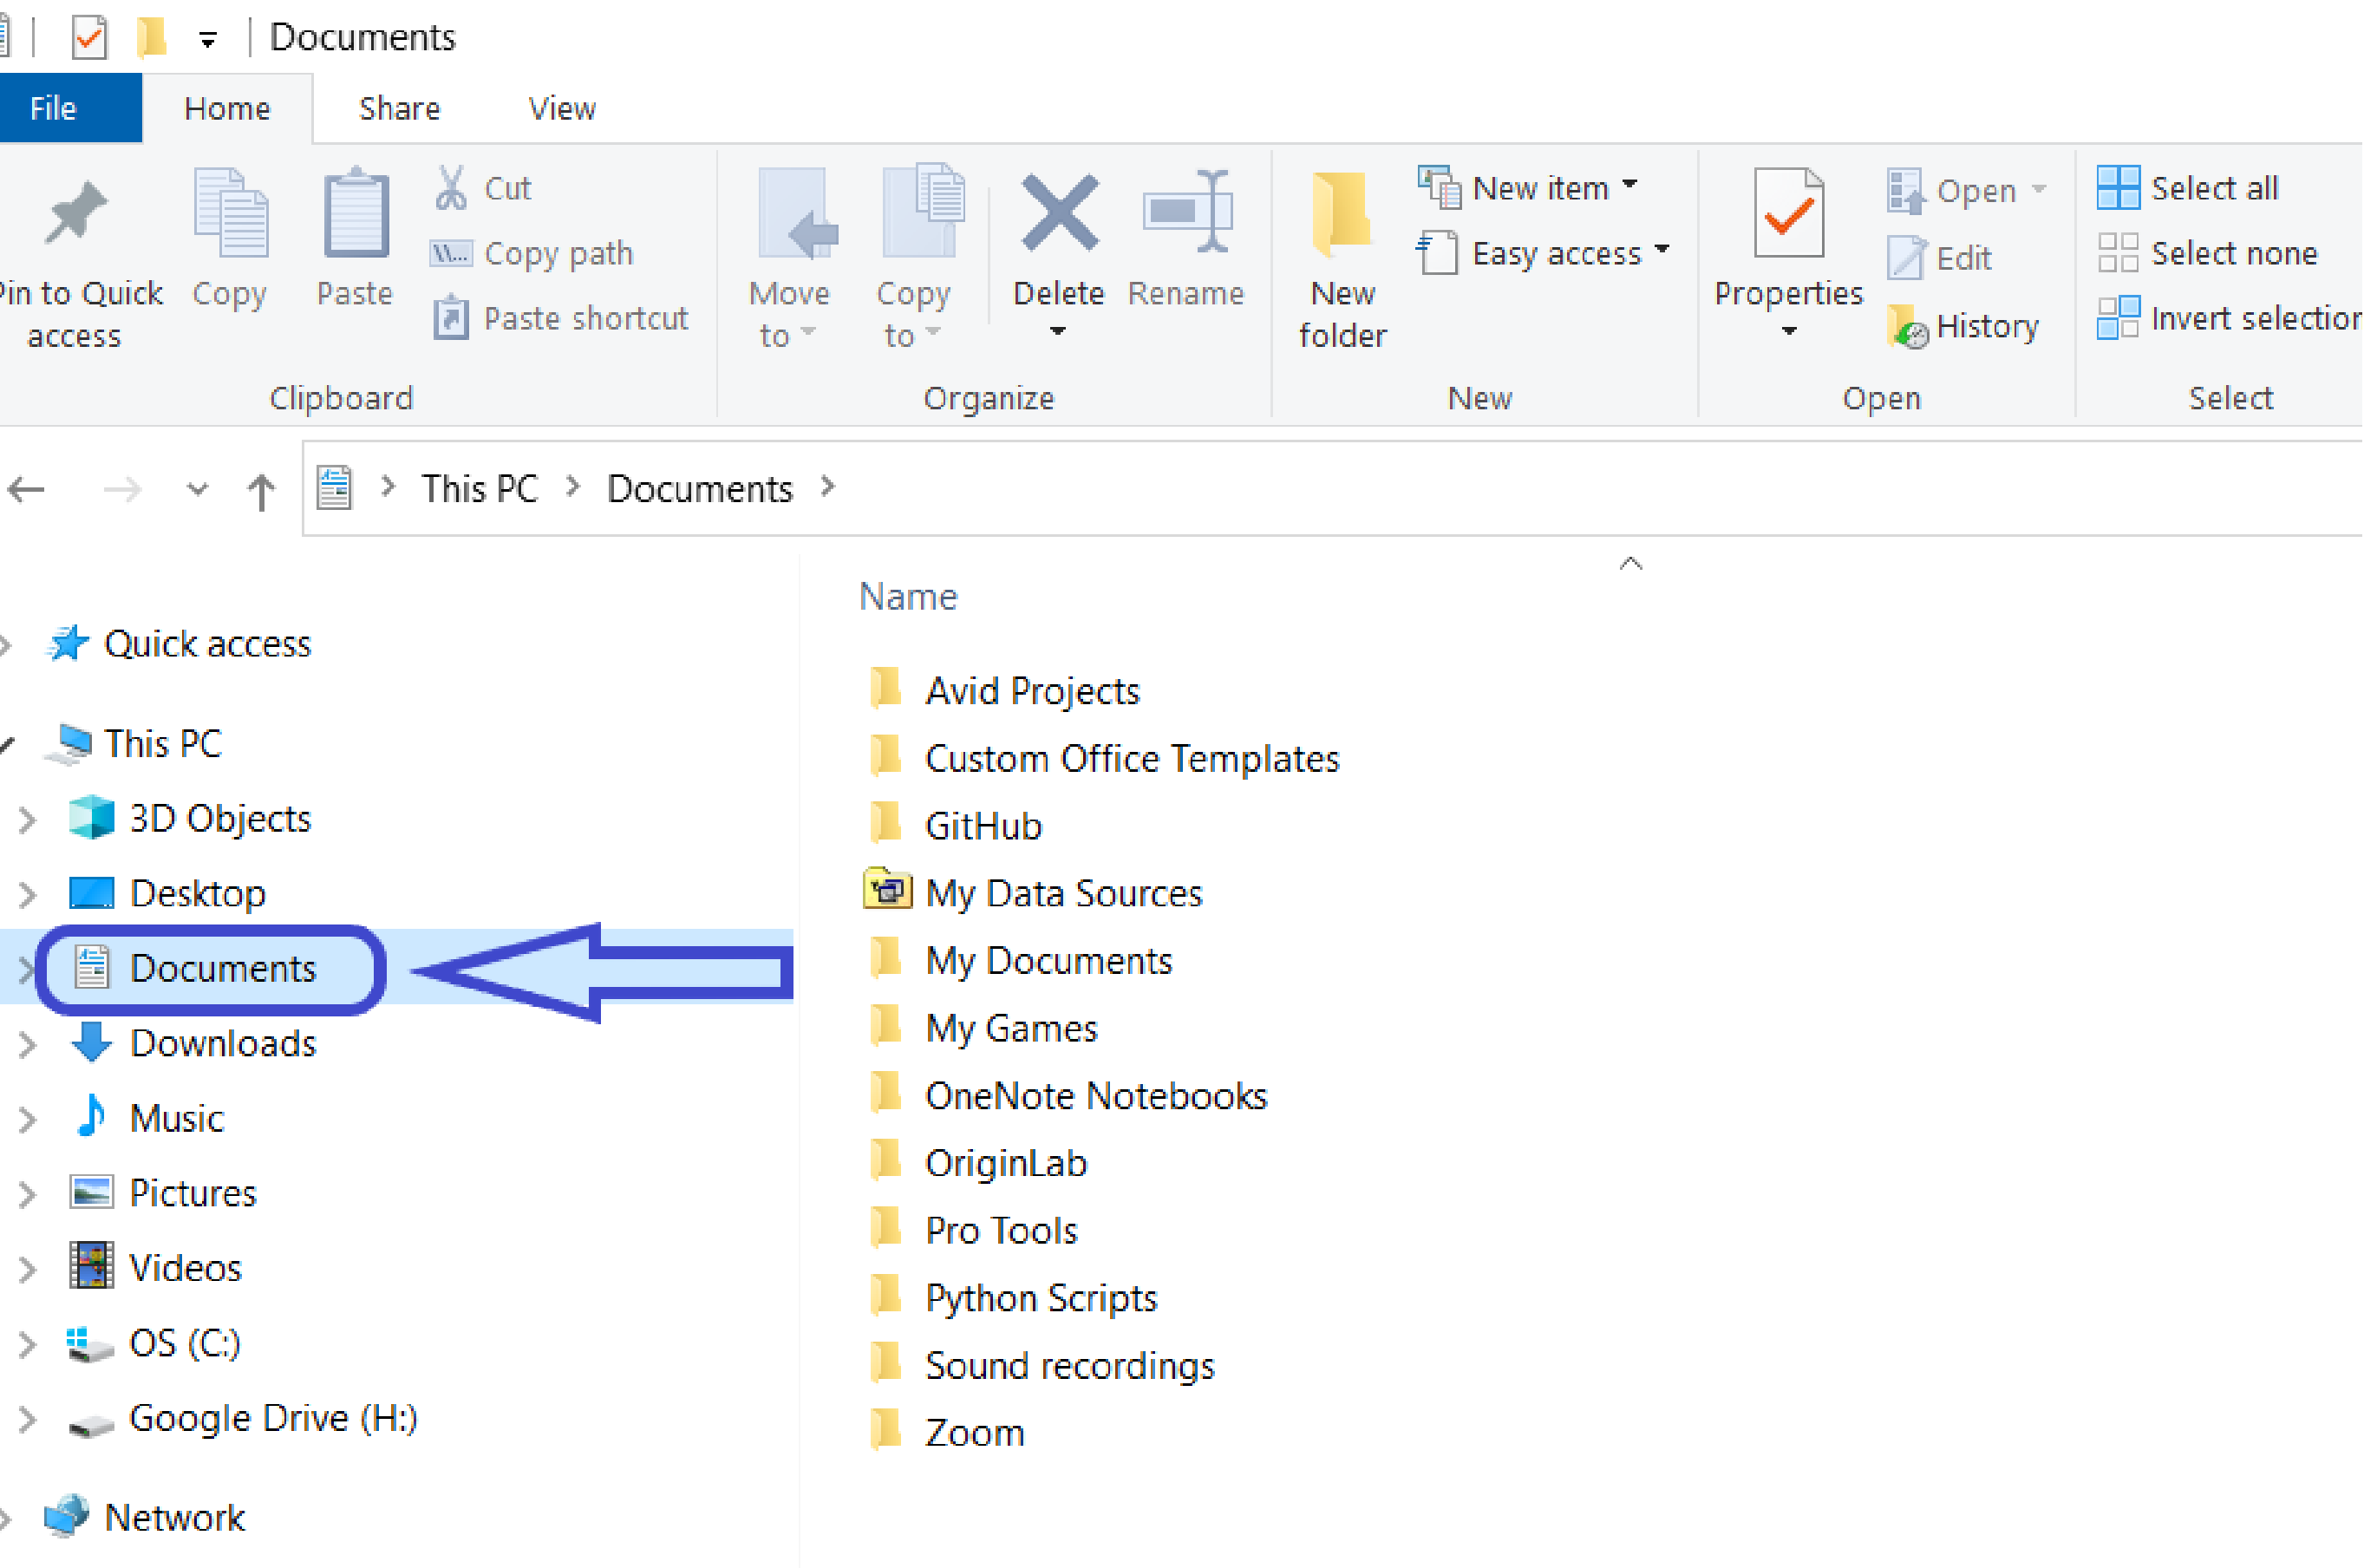 Documents
File Home Share View
Cut
Copy path
Paste shortcut
Pin to Quick access
Copy
Paste
Clipboard
Move to
Copy to
Delete
Rename
Organize
New folder
New item
Easy access
New
Properties
Open
Edit
History
Open
Select all
Select none
Invert selection
Select
This PC Documents
Quick access
This PC
3D Objects
Desktop
Documents
Downloads
Music
Pictures
Videos
OS (C:)
Google Drive (H:)
Network
Name
Avid Projects
Custom Office Templates
GitHub
My Data Sources
My Documents
My Games
OneNote Notebooks
OriginLab
Pro Tools
Python Scripts
Sound recordings
Zoom